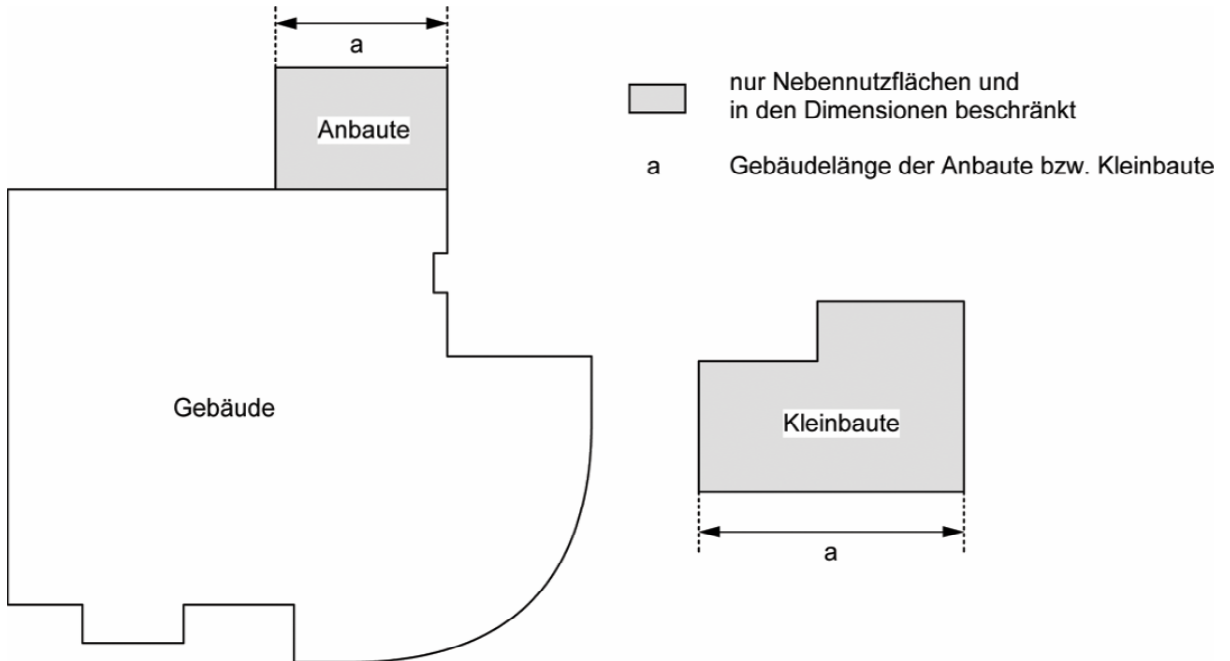 a
Anbaute
nur Nebennutzflächen und
in den Dimensionen beschränkt
a Gebäudelänge der Anbaute bzw. Kleinbaute
Gebäude
Kleinbaute
a